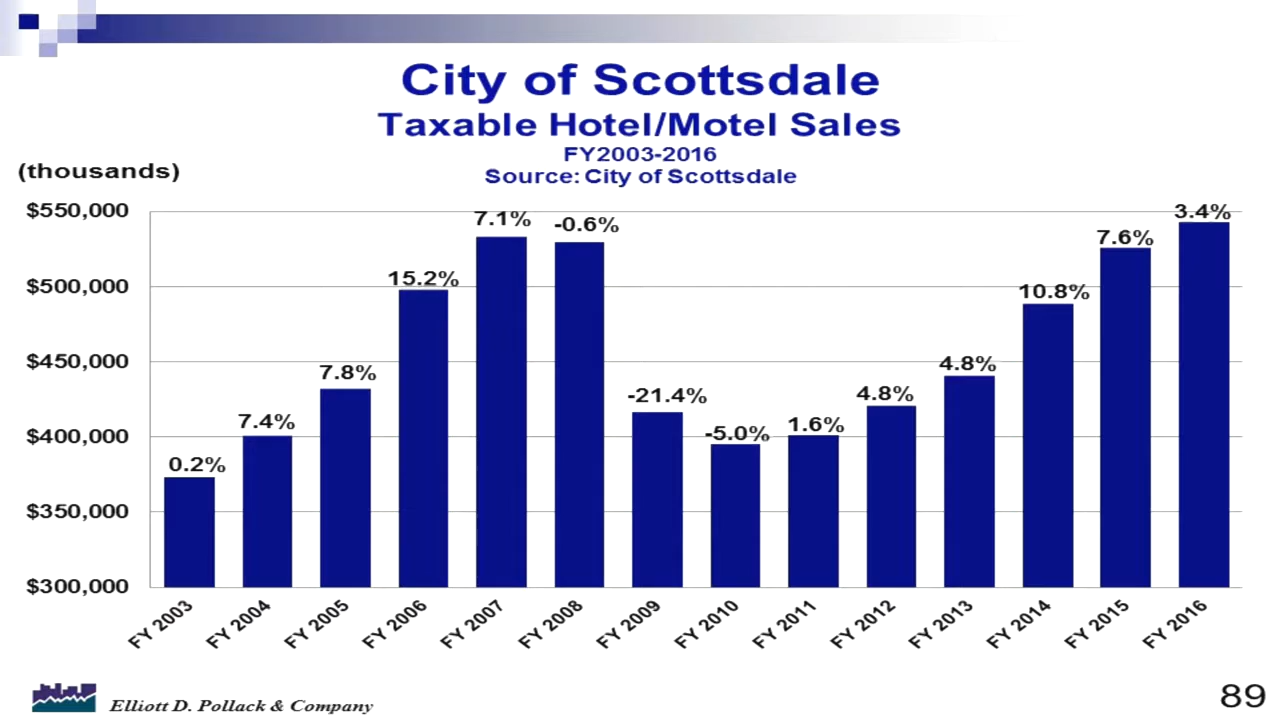 City of Scottsdale
Taxable Hotel/Motel Sales
FY2003-2016
Source: City of Scottsdale
(thousands)
$550,000
$500,000
$450,000
$400,000
$350,000
$300,000
0.2%
7.4%
7.8%
15.2%
7.1%
-0.6%
-21.4%
-5.0%
1.6%
4.8%
4.8%
10.8%
7.6%
3.4%
FY 2003
FY 2004
FY 2005
FY 2006
FY 2007
FY 2008
FY 2009
FY 2010
FY 2011
FY 2012
FY 2013
FY 2014
FY 2015
FY 2016
Elliott D. Pollack & Company
89